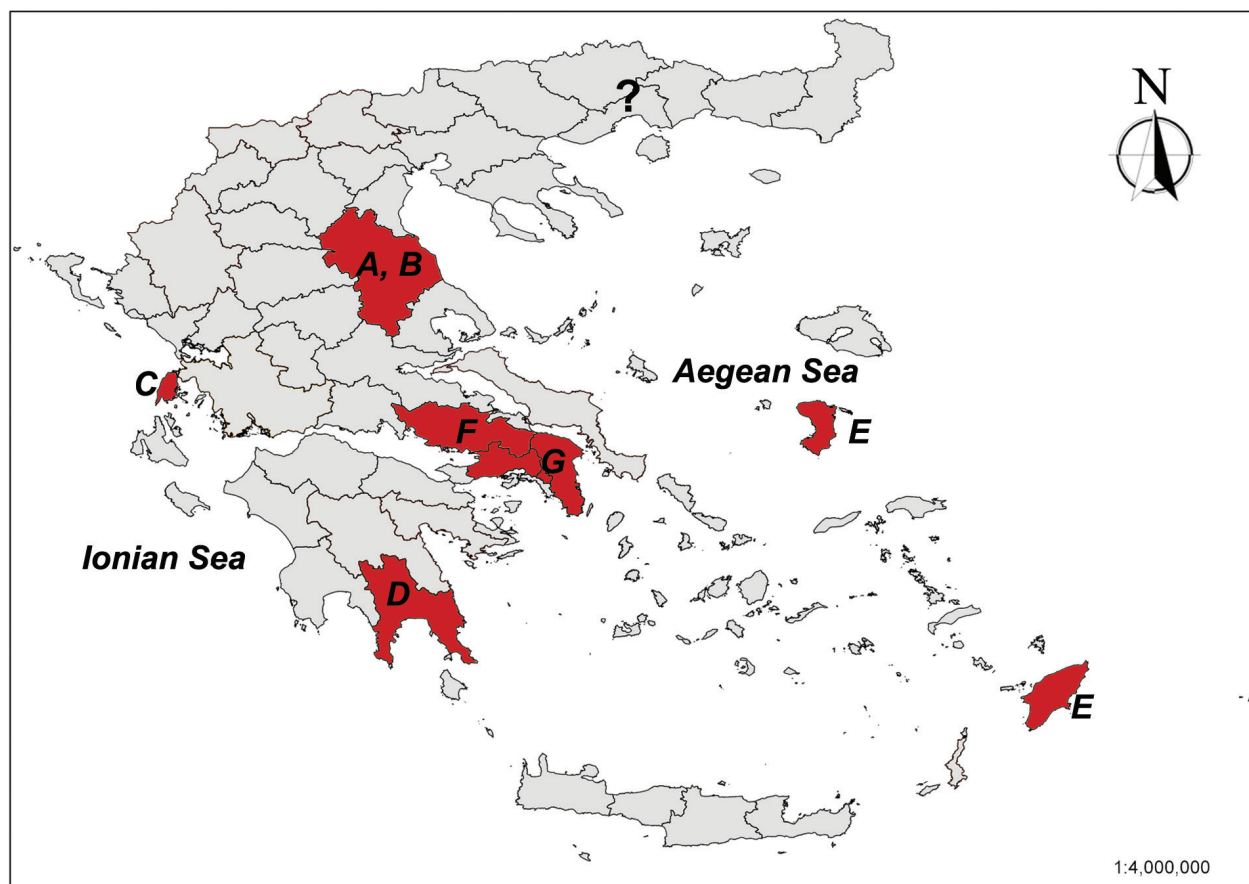 ?
N
A, B
Aegean Sea
C
E
F
G
Ionian Sea
D
E
1:4,000,000